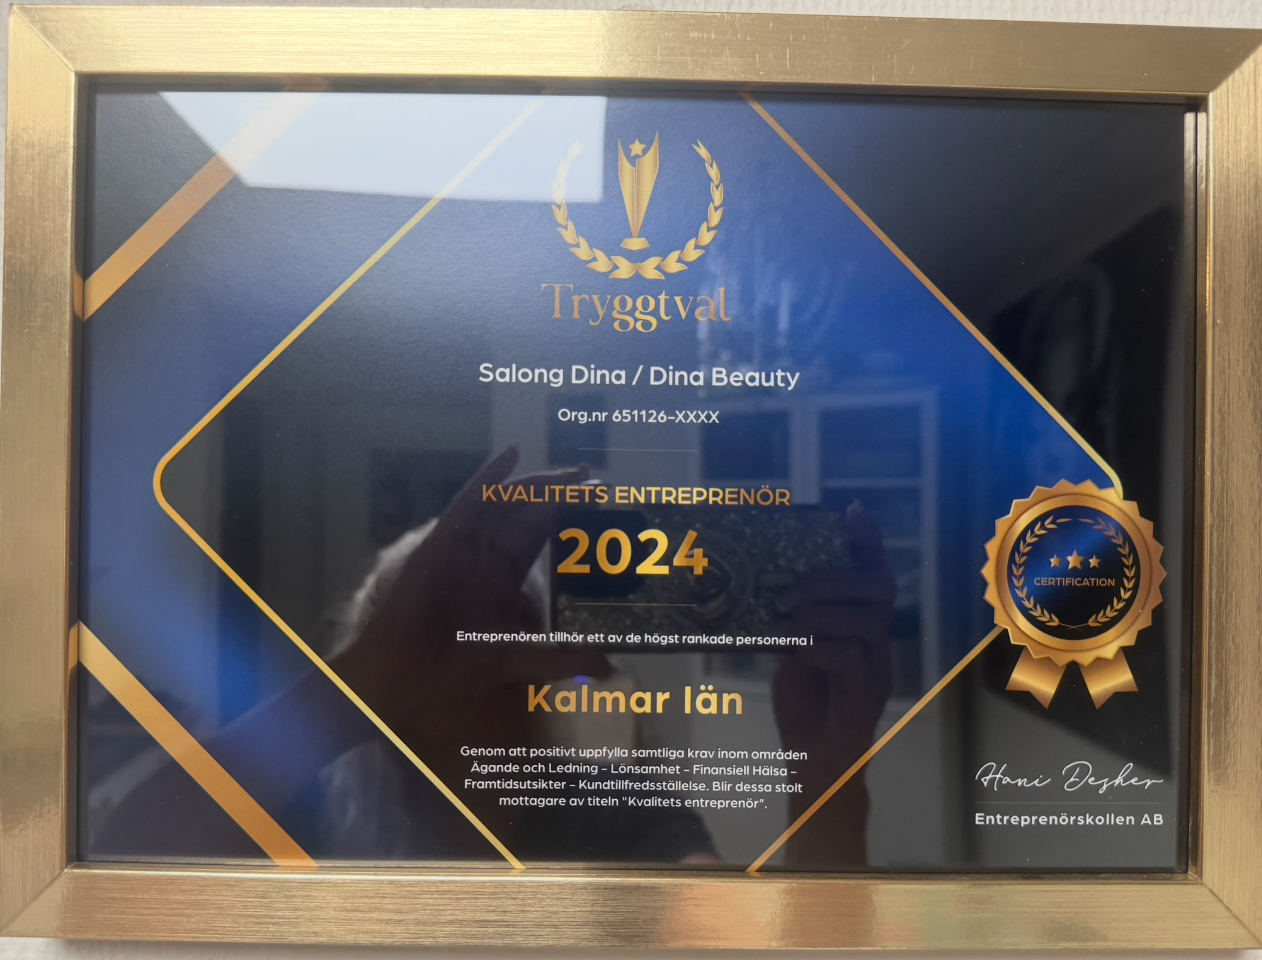 Tryggtval
Salong Dina / Dina Beauty
Org.nr 651126-XXXX
KVALITETS ENTREPRENÖR
2024
Entreprenören tillhör ett av de högst rankade personerna i
Kalmar län
Genom att positivt uppfylla samtliga krav inom områden
Ägande och Ledning - Lönsamhet - Finansiell Hälsa -
Framtidsutsikter - Kundtillfredsställelse. Blir dessa stolt
mottagare av titeln "Kvalitets entreprenör".
CERTIFICATION
Hani Desher
Entreprenörskollen AB